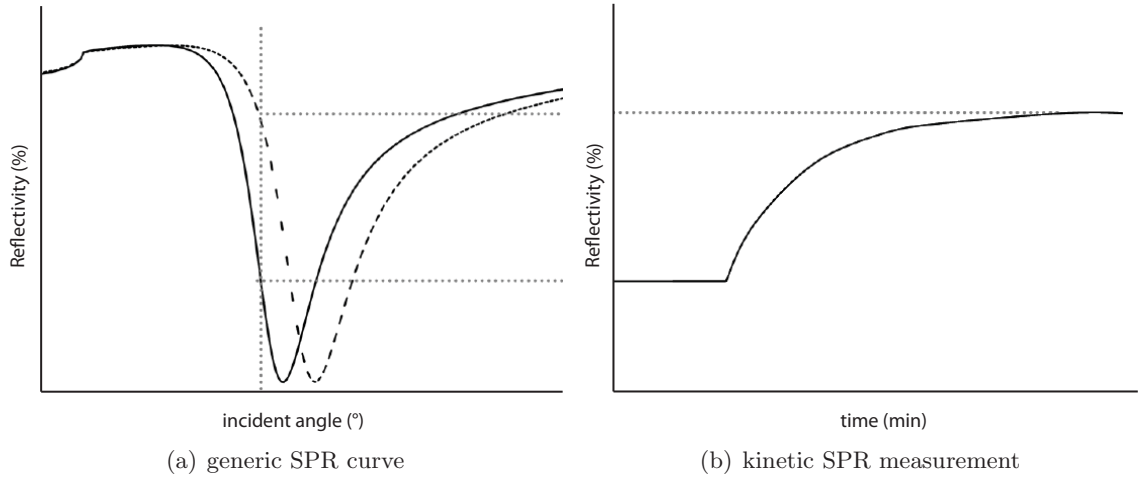 Reflectivity (%)
incident angle (°)
(a) generic SPR curve
Reflectivity (%)
time (min)
(b) kinetic SPR measurement